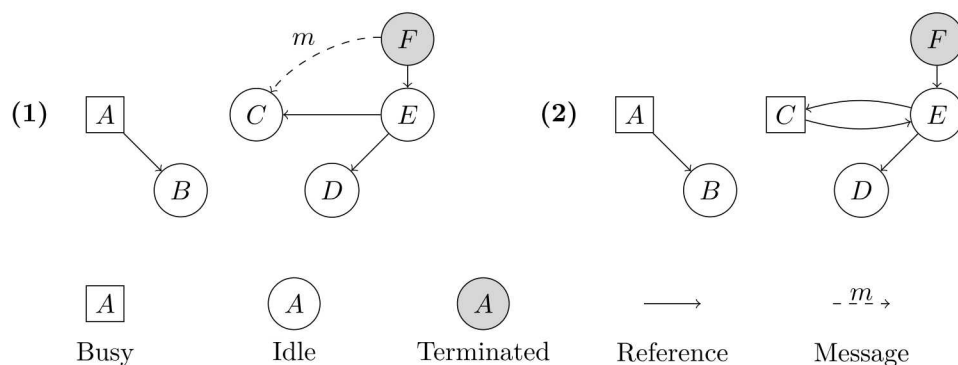 F F
m
(1) A C E (2) A C E
B D B D
A A A m
Busy Idle Terminated Reference Message